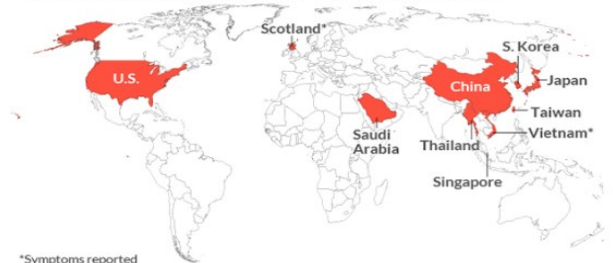 Scotland*
S. Korea
U.S.
China
Japan
Taiwan
Saudi
Arabia
Thailand
Vietnam*
Singapore
*Symptoms reported